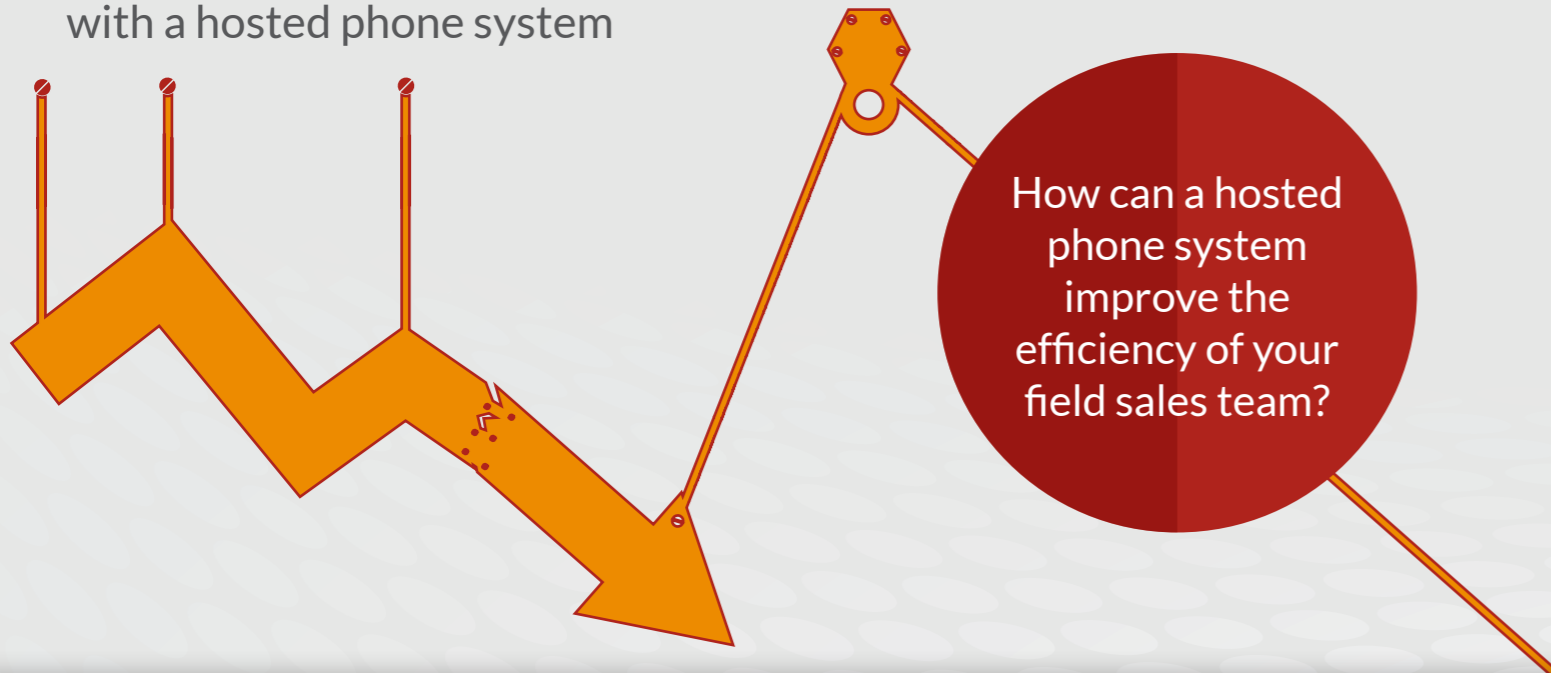 with a hosted phone system
How can a hosted
phone system
improve the
efficiency of your
field sales team?